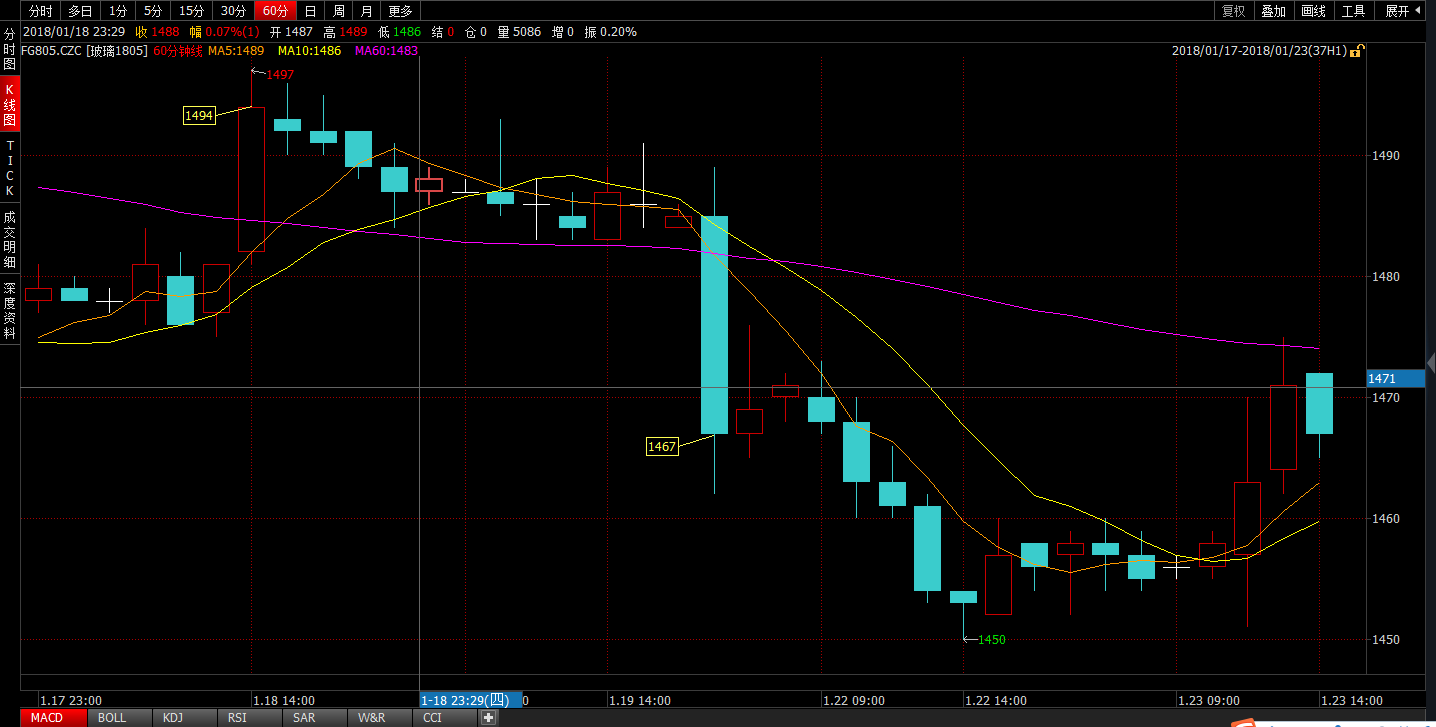 分时 多日 1分 5分 15分 30分 60分 日 周 月 更多 复权 叠加 画线 工具 展开
2018/01/18 23:29 收 1488 幅 0.07%(1) 开 1487 高 1489 低 1486 结 0 仓 0 量 5086 增 0 振 0.20%
FG805.CZC [玻璃1805] 60分钟线 MA5:1489 MA10:1486 MA60:1483 2018/01/17-2018/01/23(37H1)
分时图
K线图
TICK
成交明细
深度资料
1497
1494
1490
1480
1471
1470
1467
1460
1450
1450
1.17 23:00 1.18 14:00 1-18 23:29(四) 0 1.19 14:00 1.22 09:00 1.22 14:00 1.23 09:00 1.23 14:00
MACD BOLL KDJ RSI SAR W&R CCI